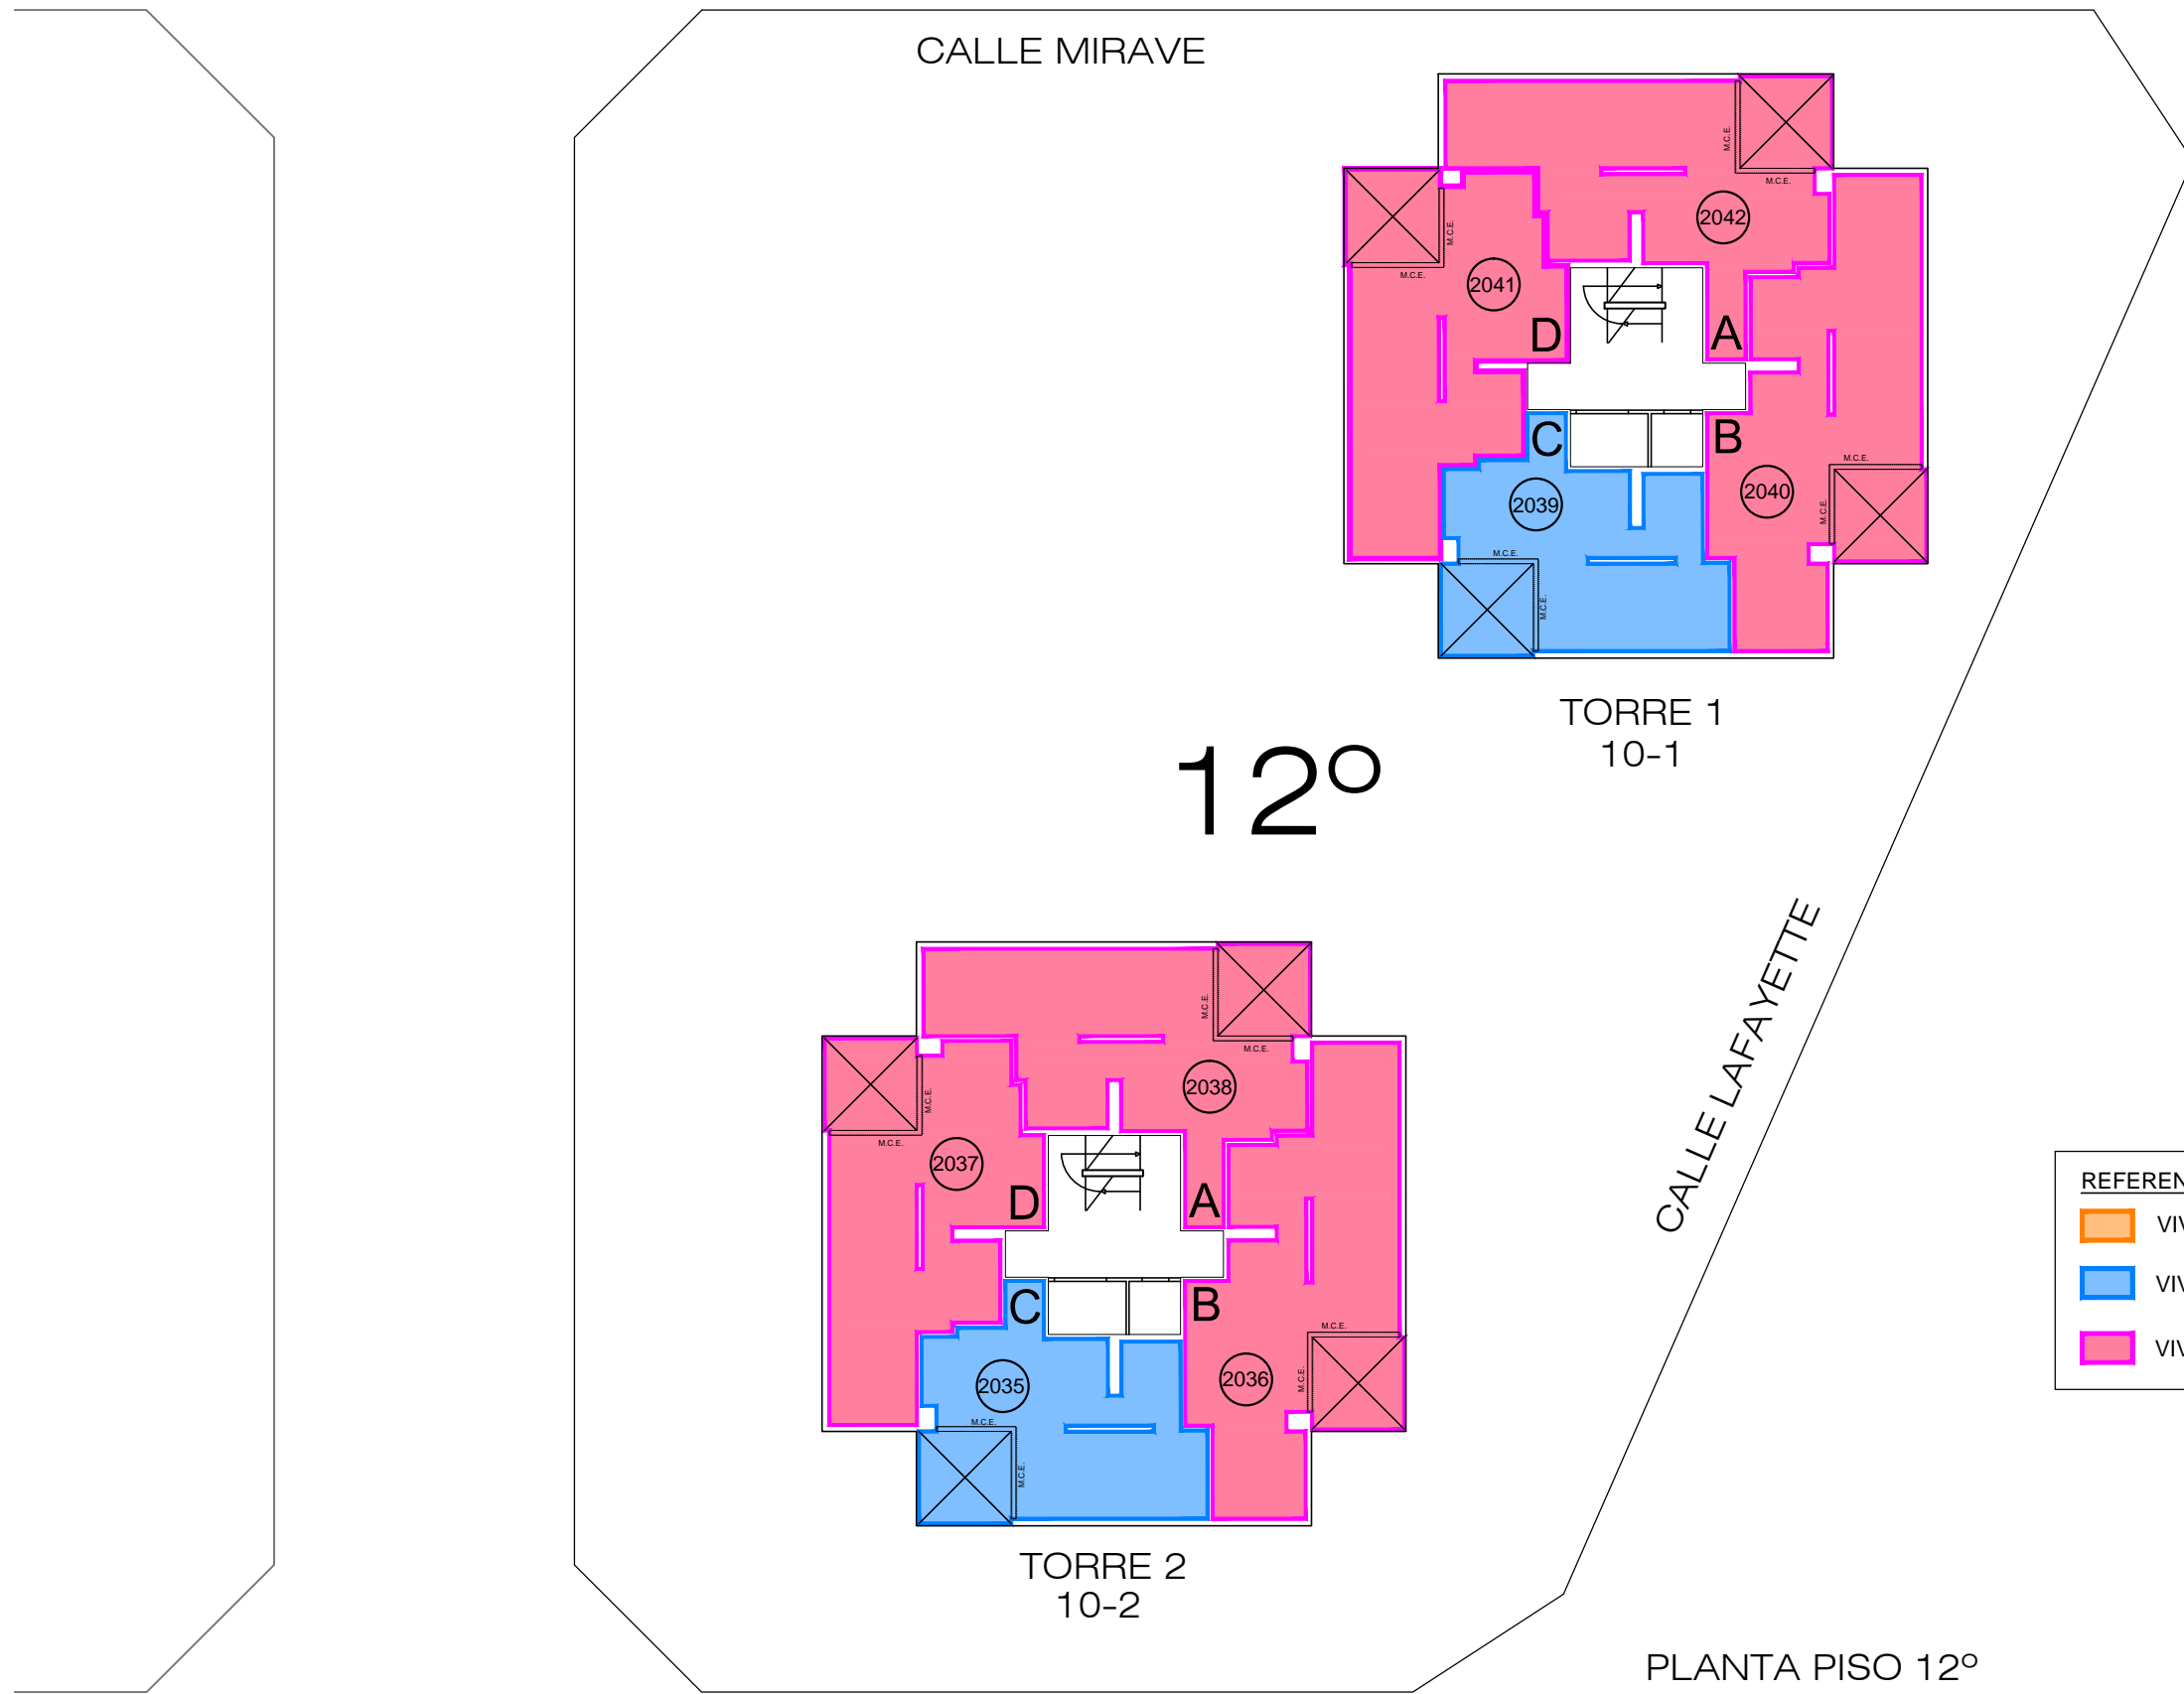 CALLE MIRAVE
M.C.E.
M.C.E.
2042
M.C.E.
M.C.E.
2041
D
A
C
B
M.C.E.
2040
2039
M.C.E.
M.C.E.
M.C.E.
TORRE 1
10-1
12º
CALLE LAFAYETTE
M.C.E.
M.C.E.
2038
M.C.E.
M.C.E.
2037
D
A
C
B
M.C.E.
2036
2035
M.C.E.
M.C.E.
M.C.E.
TORRE 2
10-2
REFEREN
VIV
VIV
VIV
PLANTA PISO 12º